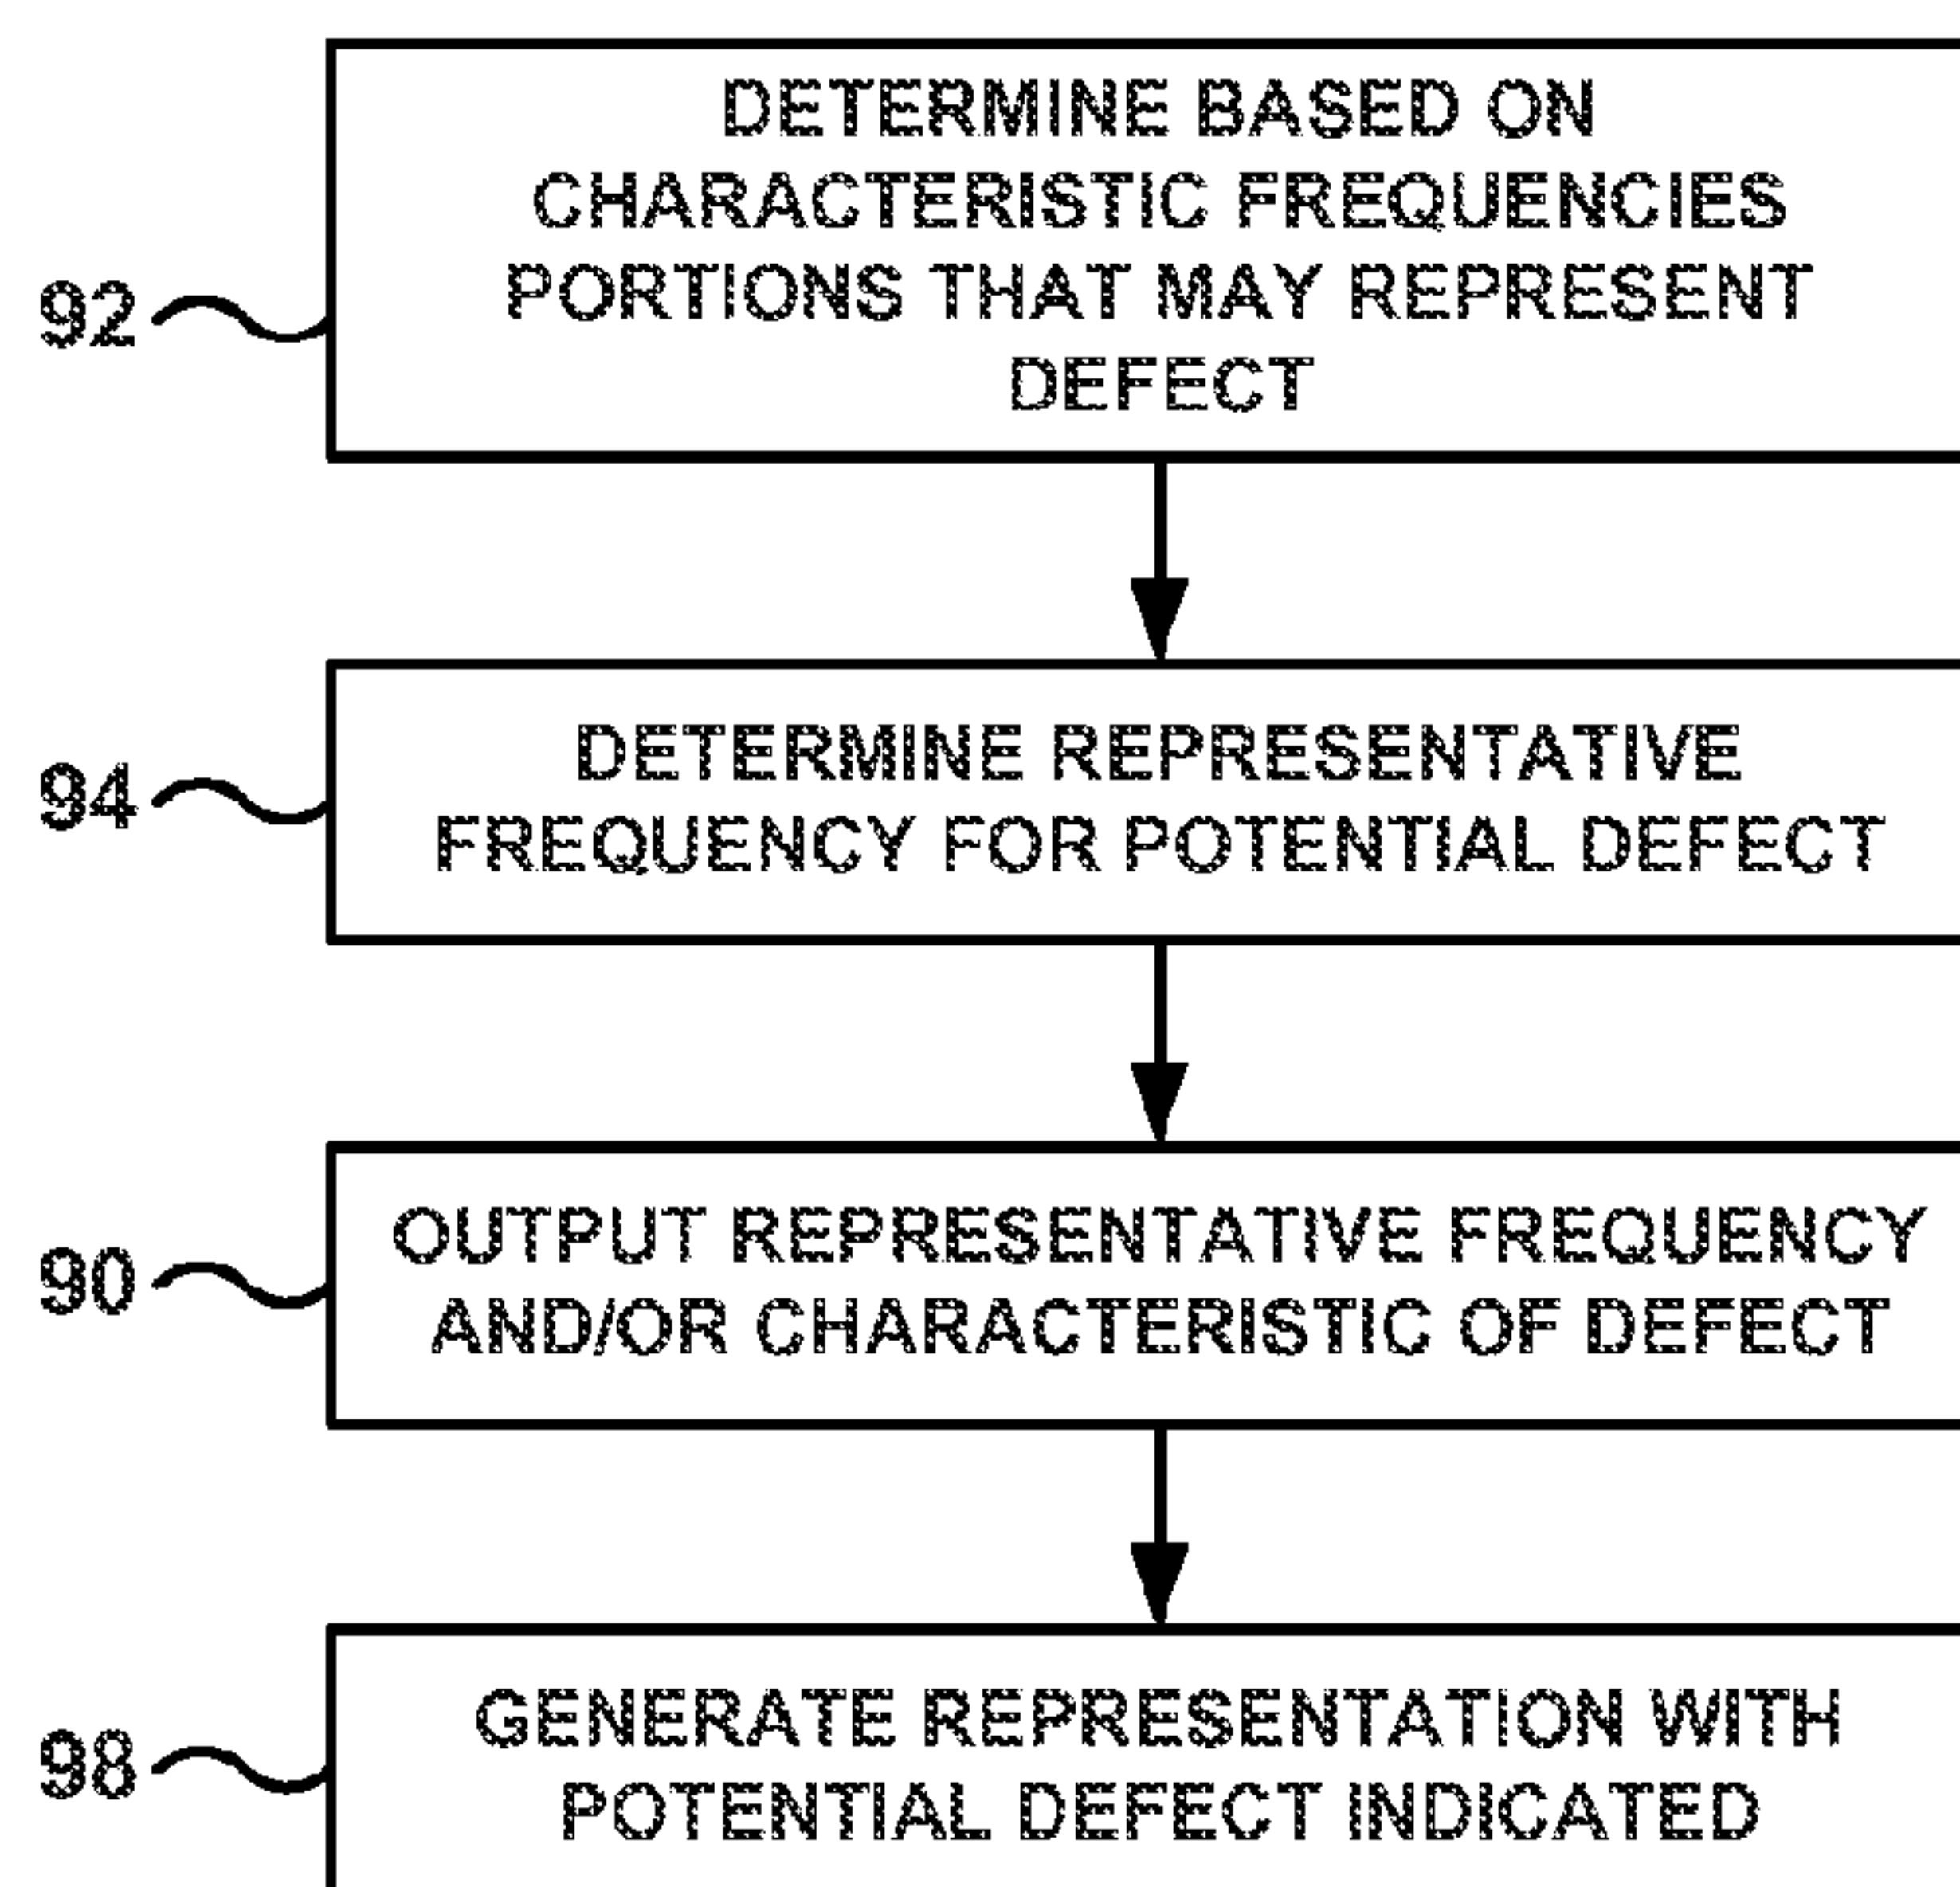 DETERMINE BASED ON
CHARACTERISTIC FREQUENCIES
PORTIONS THAT MAY REPRESENT
DEFECT
92
DETERMINE REPRESENTATIVE
FREQUENCY FOR POTENTIAL DEFECT
94
OUTPUT REPRESENTATIVE FREQUENCY
AND/OR CHARACTERISTIC OF DEFECT
90
GENERATE REPRESENTATION WITH
POTENTIAL DEFECT INDICATED
98